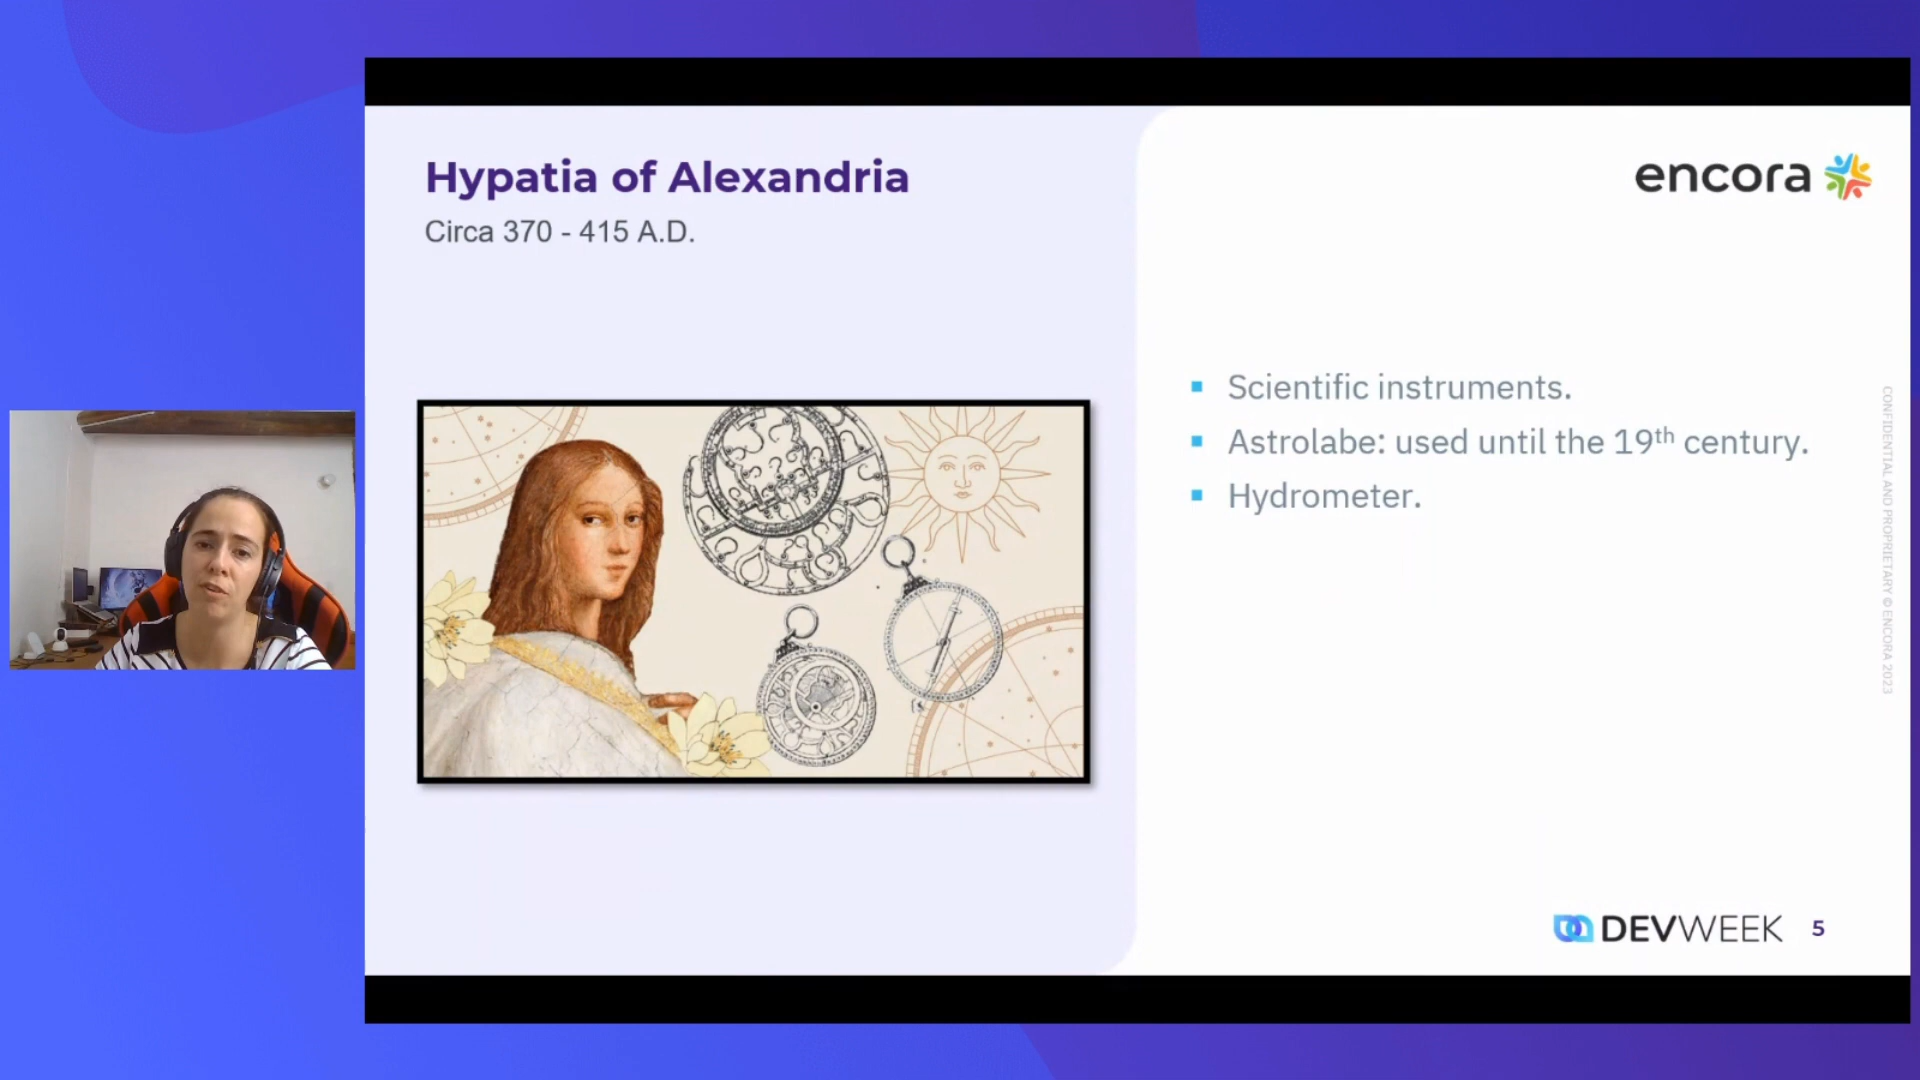 Hypatia of Alexandria
Circa 370 - 415 A.D.
encora
Scientific instruments.
Astrolabe: used until the 19th century.
Hydrometer.
CONFIDENTIAL AND PROPRIETARY © ENCORA 2023
DEVWEEK 5